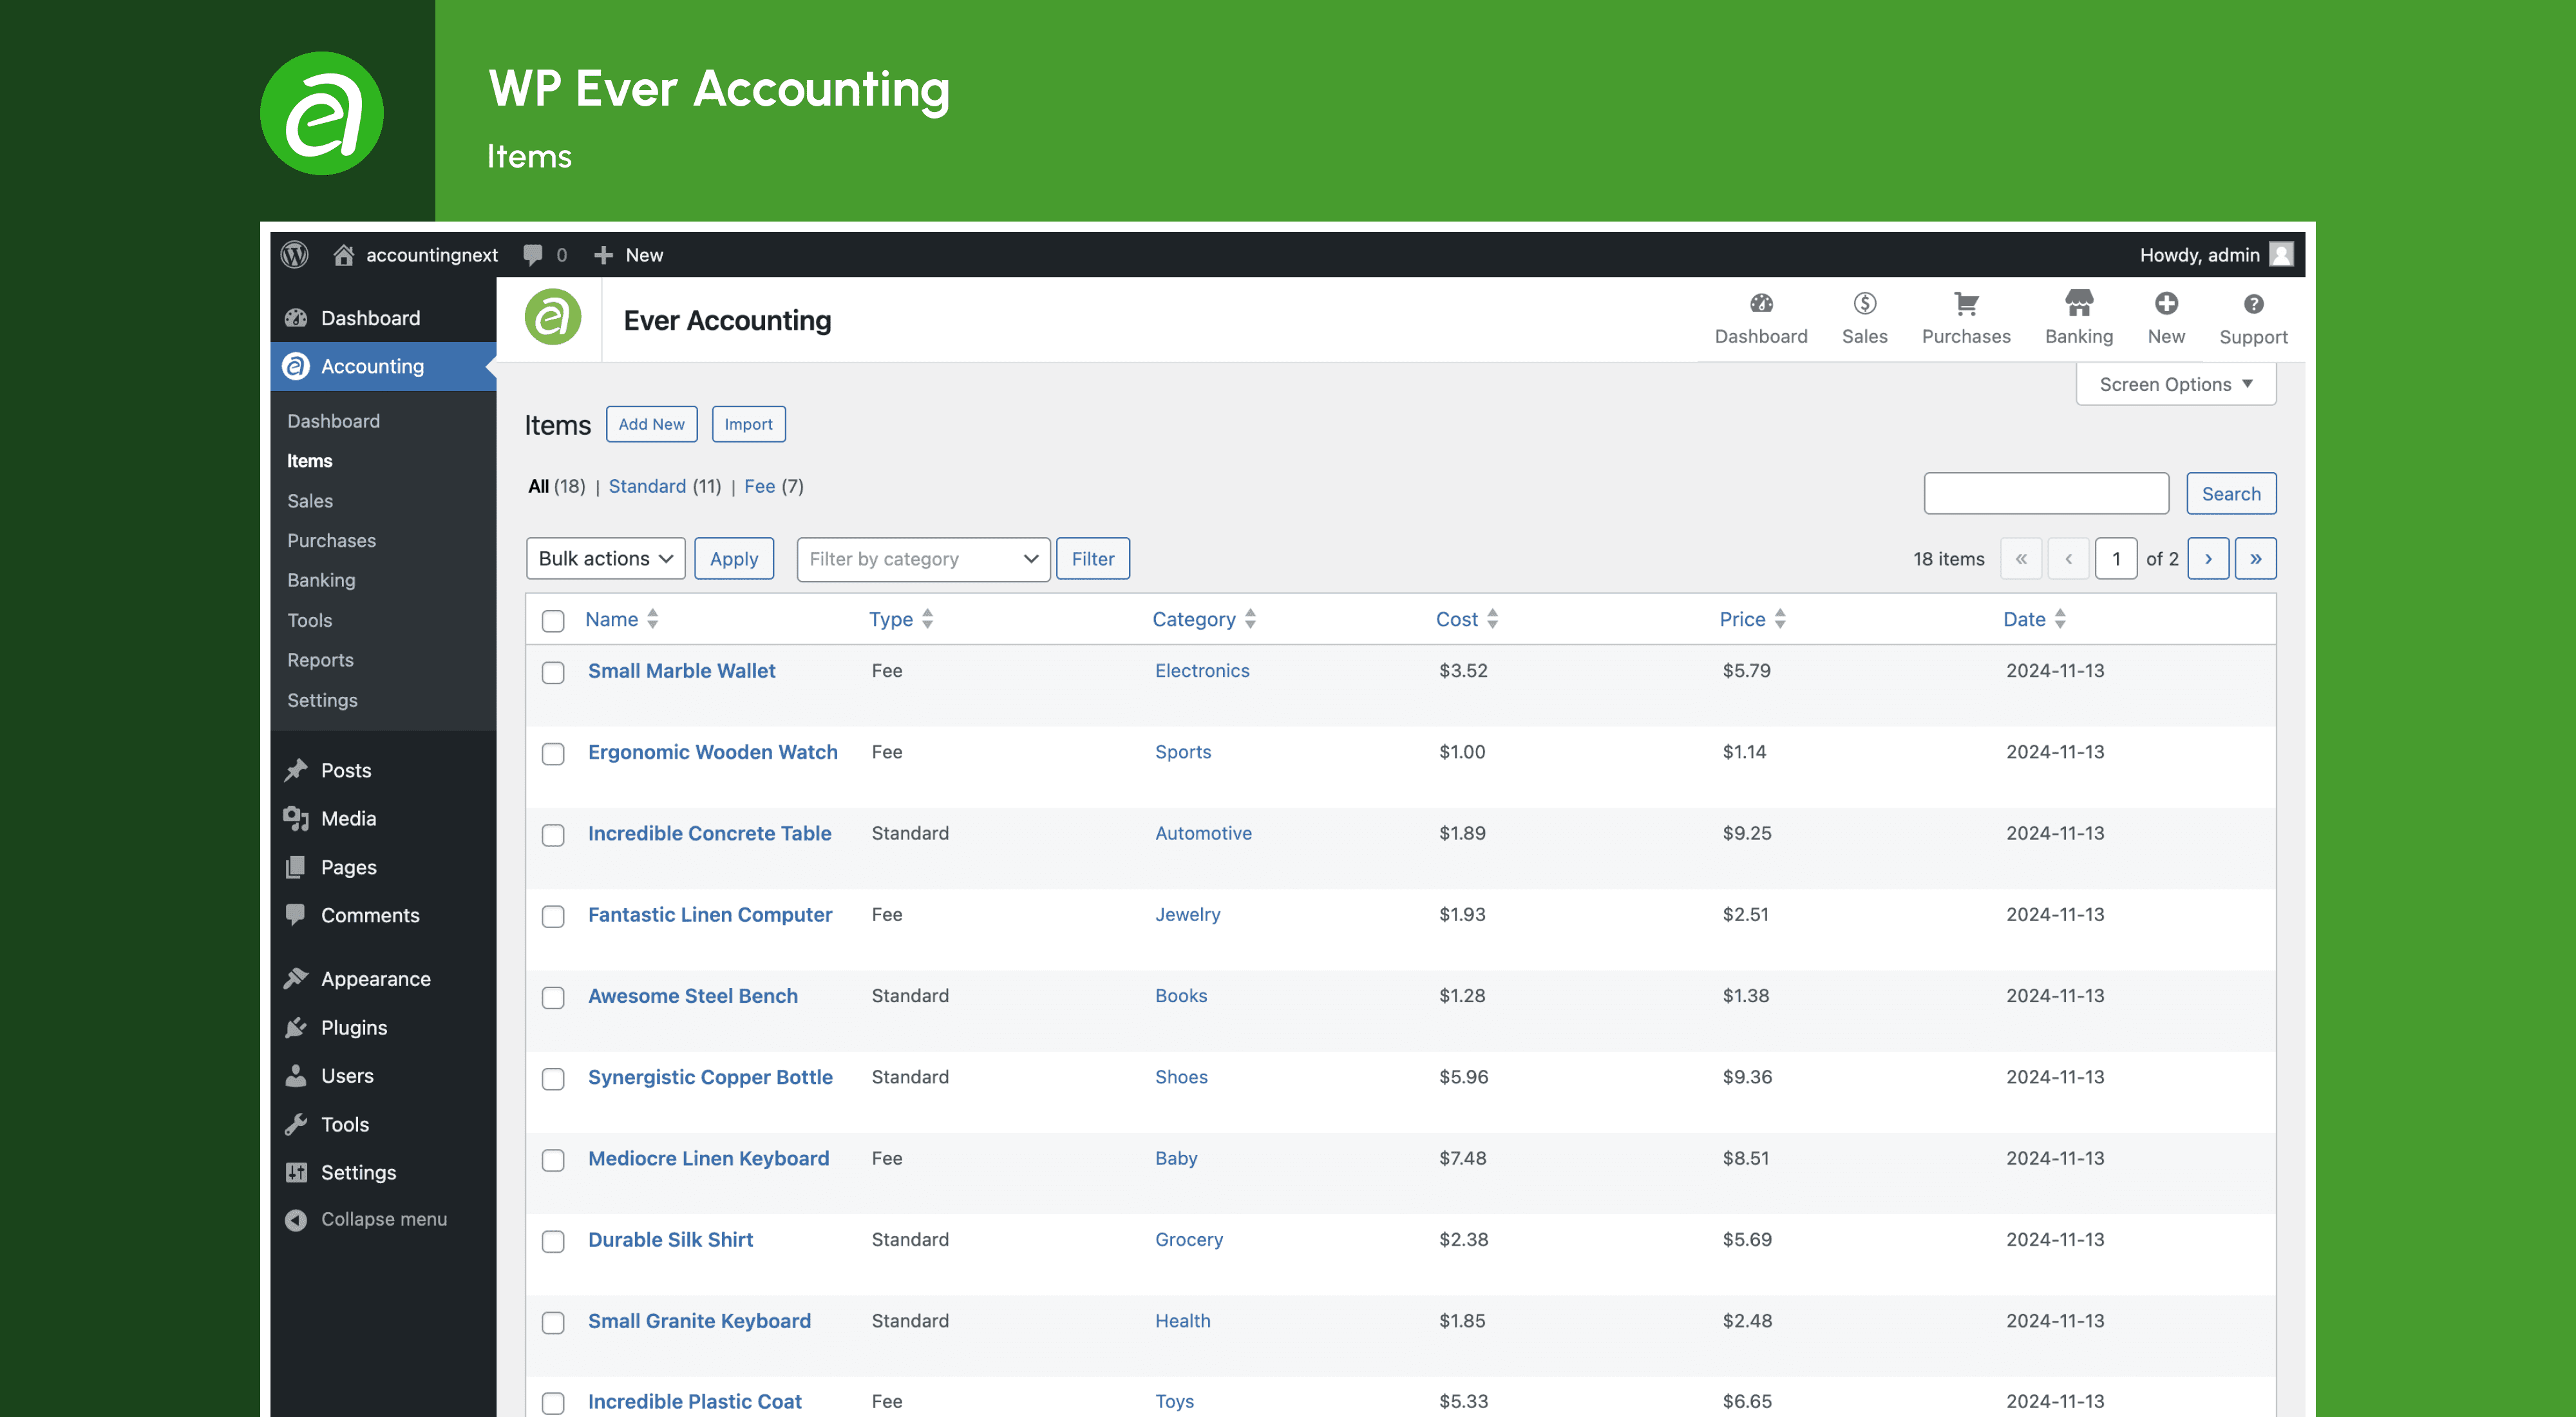 WP Ever Accounting
Items
accountingnext 0 New Howdy, admin
Dashboard
Accounting
Dashboard
Items
Sales
Purchases
Banking
Tools
Reports
Settings
Posts
Media
Pages
Comments
Appearance
Plugins
Users
Tools
Settings
Collapse menu
Ever Accounting
Dashboard Sales Purchases Banking New Support
Screen Options
Items Add New Import
All (18) | Standard (11) | Fee (7)
Search
Bulk actions Apply Filter by category Filter 18 items « ‹ 1 of 2 › »
Name Type Category Cost Price Date
Small Marble Wallet Fee Electronics $3.52 $5.79 2024-11-13
Ergonomic Wooden Watch Fee Sports $1.00 $1.14 2024-11-13
Incredible Concrete Table Standard Automotive $1.89 $9.25 2024-11-13
Fantastic Linen Computer Fee Jewelry $1.93 $2.51 2024-11-13
Awesome Steel Bench Standard Books $1.28 $1.38 2024-11-13
Synergistic Copper Bottle Standard Shoes $5.96 $9.36 2024-11-13
Mediocre Linen Keyboard Fee Baby $7.48 $8.51 2024-11-13
Durable Silk Shirt Standard Grocery $2.38 $5.69 2024-11-13
Small Granite Keyboard Standard Health $1.85 $2.48 2024-11-13
Incredible Plastic Coat Fee Toys $5.33 $6.65 2024-11-13